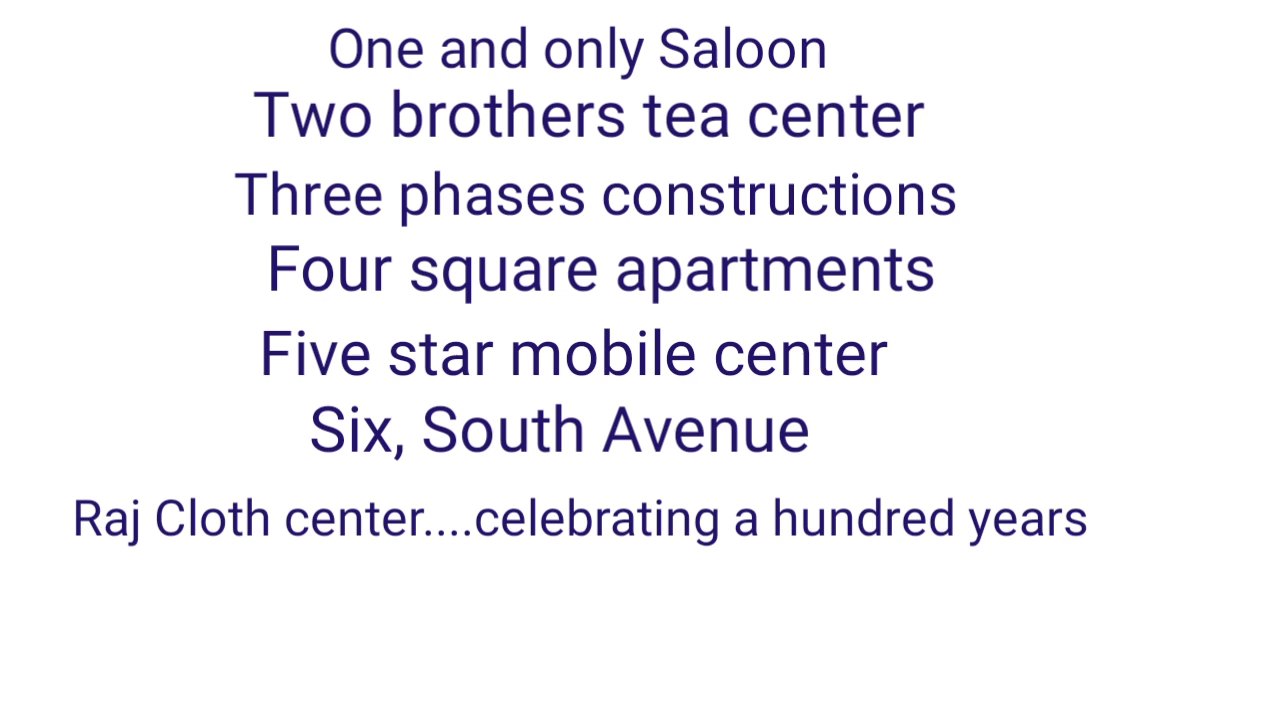 One and only Saloon
Two brothers tea center
Three phases constructions
Four square apartments
Five star mobile center
Six, South Avenue
Raj Cloth center....celebrating a hundred years